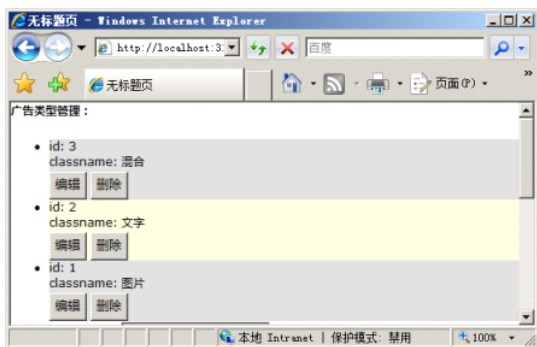 无标题页 - Windows Internet Explorer
http://localhost:3:
百度
无标题页
页面(P)
»
广告类型管理：
• id: 3
classname: 混合
编辑 删除
• id: 2
classname: 文字
编辑 删除
• id: 1
classname: 图片
编辑 删除
本地 Intranet | 保护模式: 禁用
100%